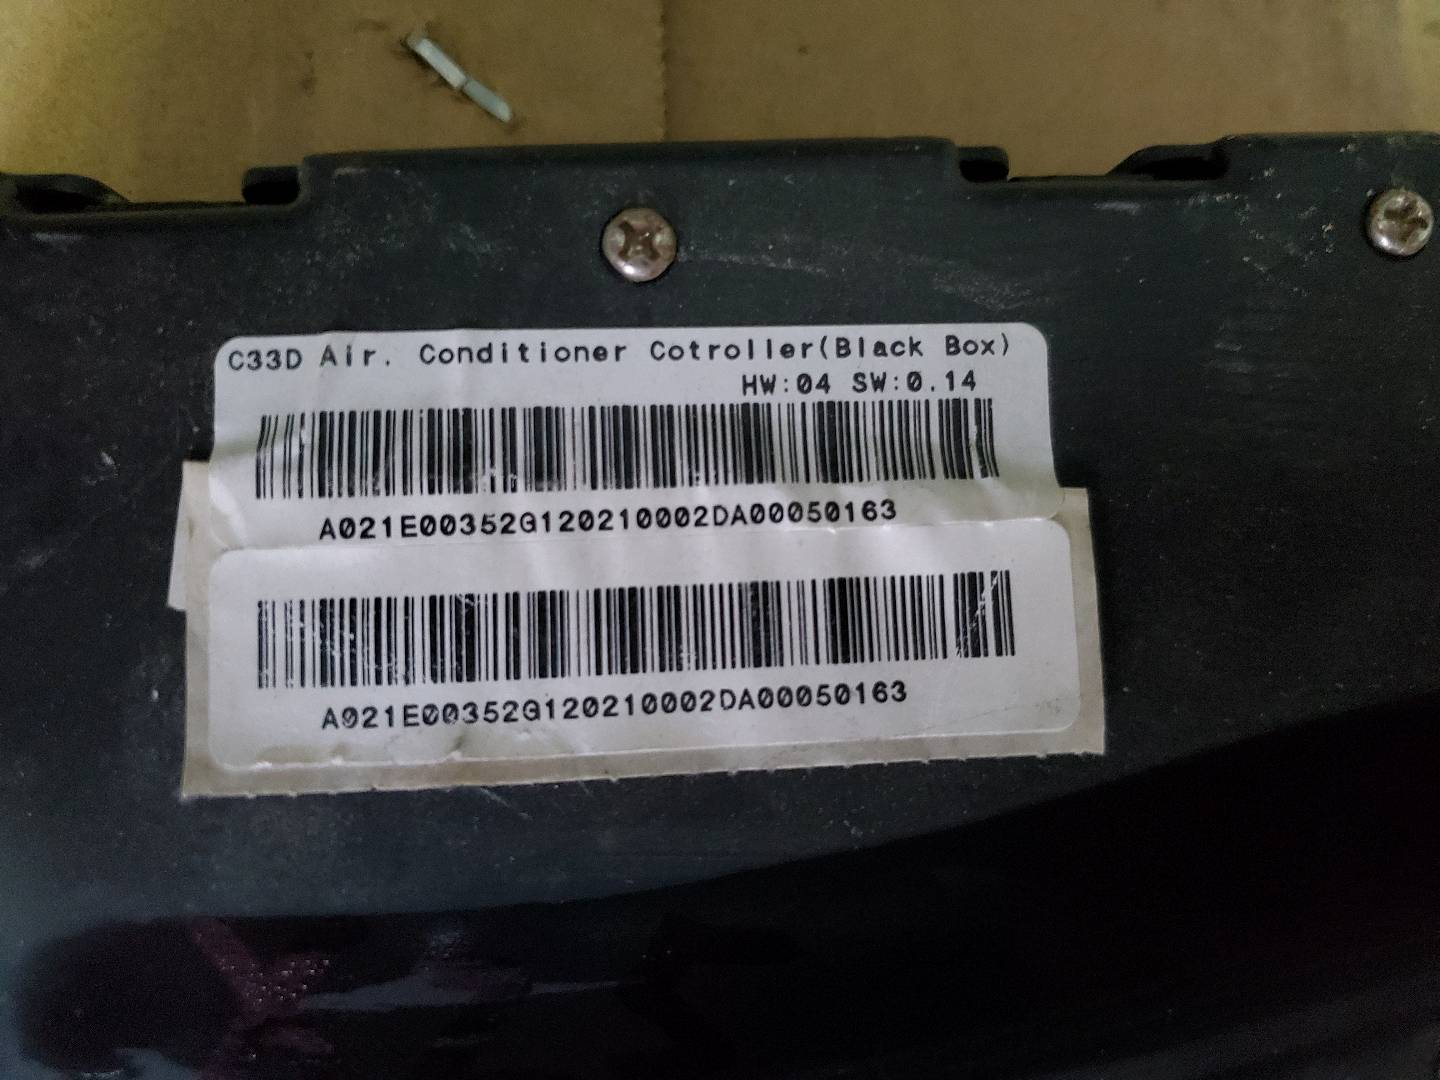 C33D Air. Conditioner Cotroller(Black Box)
HW:04 SW:0.14
A021E00352G120210002DA00050163
A021E00352G120210002DA00050163